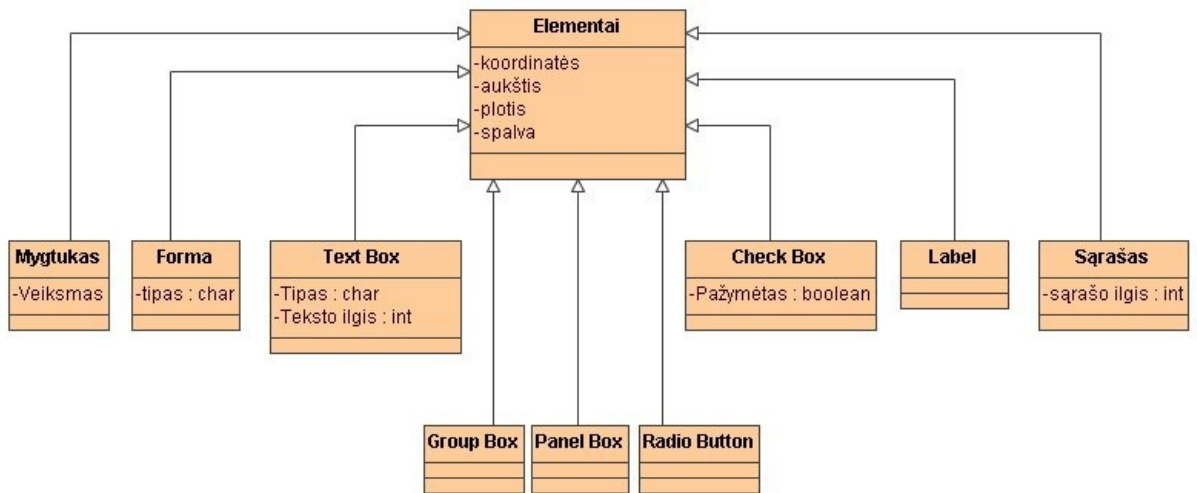 Elementai
-koordinatės
-aukštis
-plotis
-spalva
Mygtukas
-Veiksmas
Forma
-tipas : char
Text Box
-Tipas : char
-Teksto ilgis : int
Check Box
-Pažymėtas : boolean
Label
Sąrašas
-sąrašo ilgis : int
Group Box
Panel Box
Radio Button